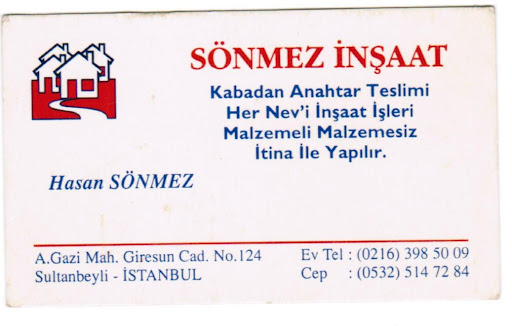 SÖNMEZ İNŞAAT
Kabadan Anahtar Teslimi
Her Nev'i İnşaat İşleri
Malzemeli Malzemesiz
İtina İle Yapılır.
Hasan SÖNMEZ
A.Gazi Mah. Giresun Cad. No.124
Sultanbeyli - İSTANBUL
Ev Tel : (0216) 398 50 09
Cep : (0532) 514 72 84